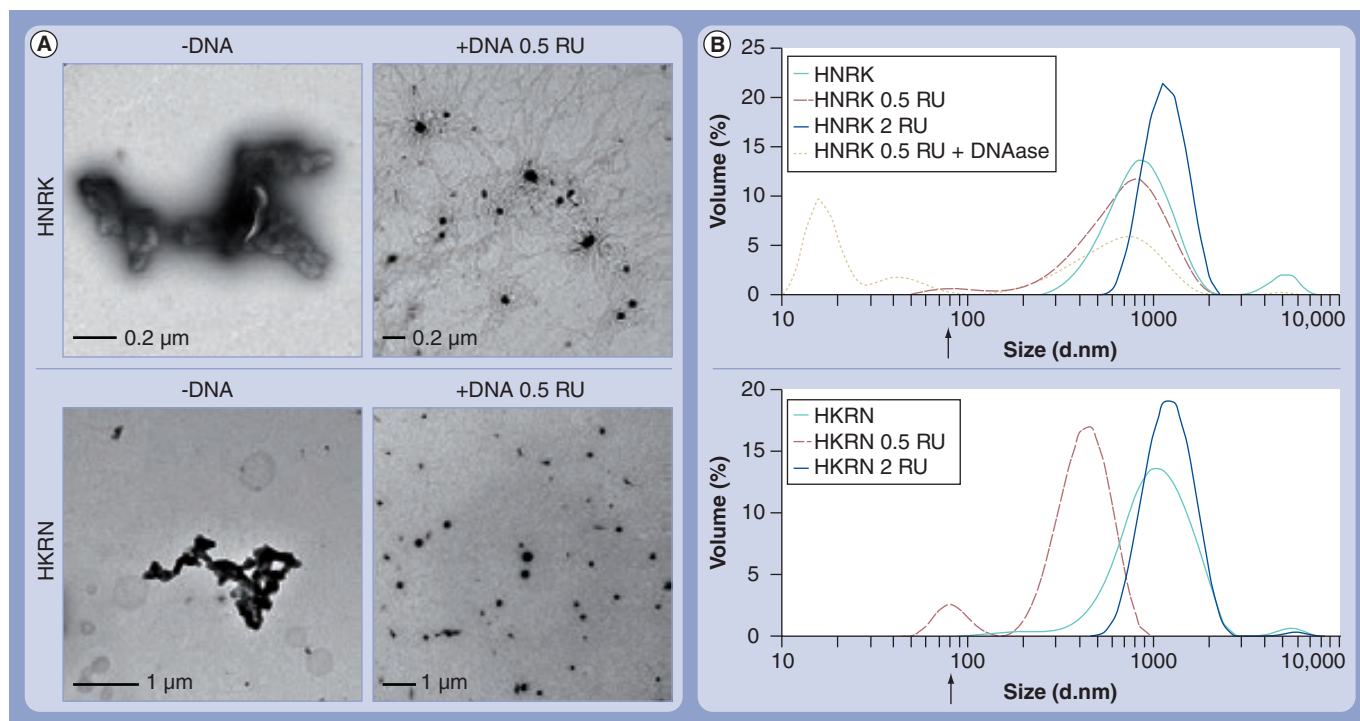 A
-DNA
+DNA 0.5 RU
HNRK
0.2 µm
0.2 µm
-DNA
+DNA 0.5 RU
HKRN
1 µm
1 µm
B
25
20
15
10
5
0
Volume (%)
HNRK
HNRK 0.5 RU
HNRK 2 RU
HNRK 0.5 RU + DNAase
10
100
1000
10,000
Size (d.nm)
20
15
10
5
0
Volume (%)
HKRN
HKRN 0.5 RU
HKRN 2 RU
10
100
1000
10,000
Size (d.nm)